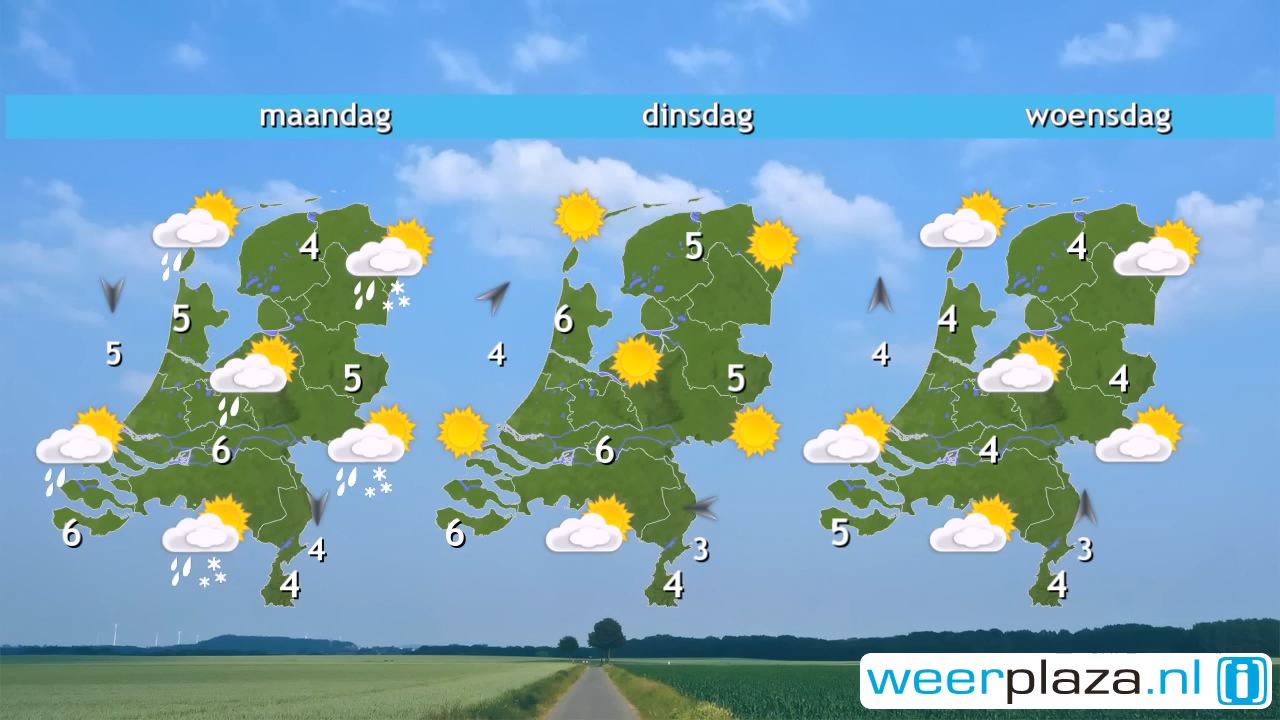 maandag dinsdag woensdag
4 5 4
5 6 4
5 4 4
5 5 4
6 6 4
6 6 5
4 3 3
4 4 4
weerplaza.nl